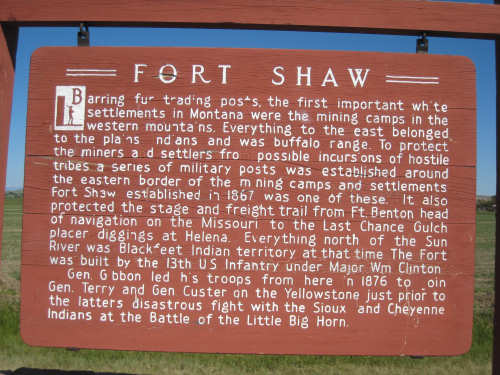 FORT SHAW
Barring fur trading posts, the first important white
settlements in Montana were the mining camps in the
western mountains. Everything to the east belonged
to the plains Indians and was buffalo range. To protect
the miners and settlers from possible incursions of hostile
tribes a series of military posts was established around
the eastern border of the mining camps and settlements
Fort Shaw established in 1867 was one of these. It also
protected the stage and freight trail from Ft. Benton head
of navigation on the Missouri to the Last Chance Gulch
placer diggings at Helena. Everything north of the Sun
River was Blackfeet Indian territory at that time The Fort
was built by the 13th US Infantry under Major Wm Clinton
Gen. Gibbon led his troops from here in 1876 to join
Gen. Terry and Gen Custer on the Yellowstone just prior to
the latters disastrous fight with the Sioux and Cheyenne
Indians at the Battle of the Little Big Horn.